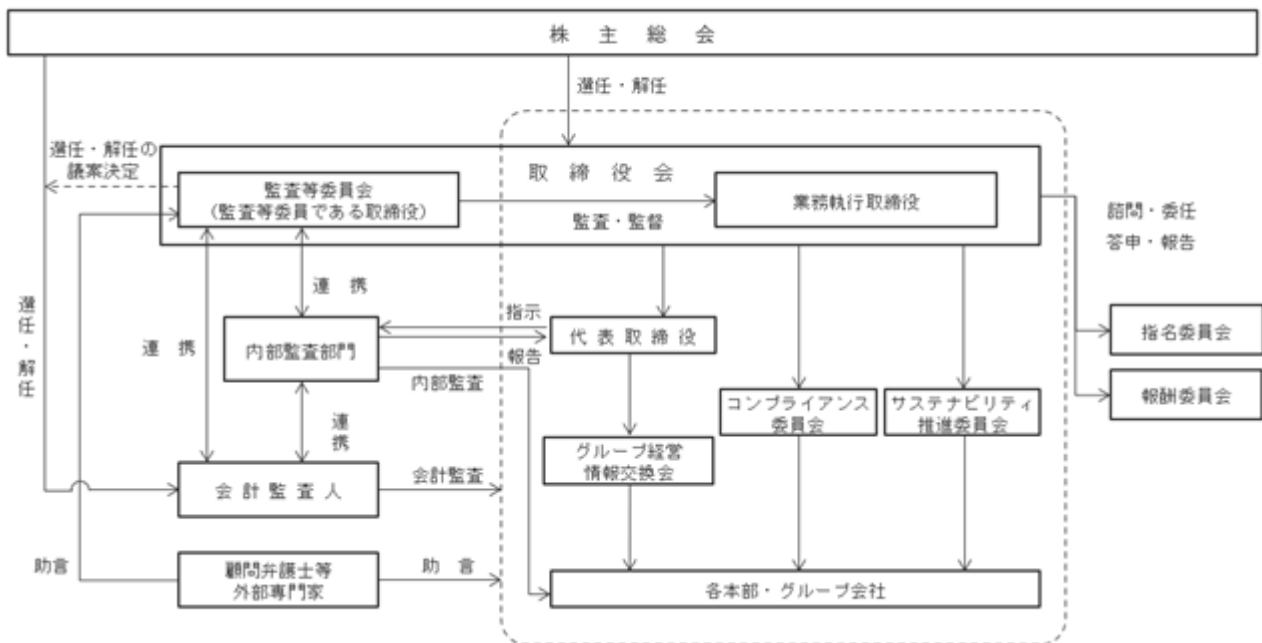 株主総会
選任・解任
選任・解任の
議案決定
取締役会
監査等委員会
(監査等委員である取締役)
業務執行取締役
監査・監督
諮問・委任
答申・報告
連携
指示
選任・解任
連携
内部監査部門
代表取締役
報告
指名委員会
内部監査
コンプライアンス
委員会
サステナビリティ
推進委員会
報酬委員会
連携
グループ経営
情報交換会
会計監査人
会計監査
助言
顧問弁護士等
外部専門家
助言
各本部・グループ会社